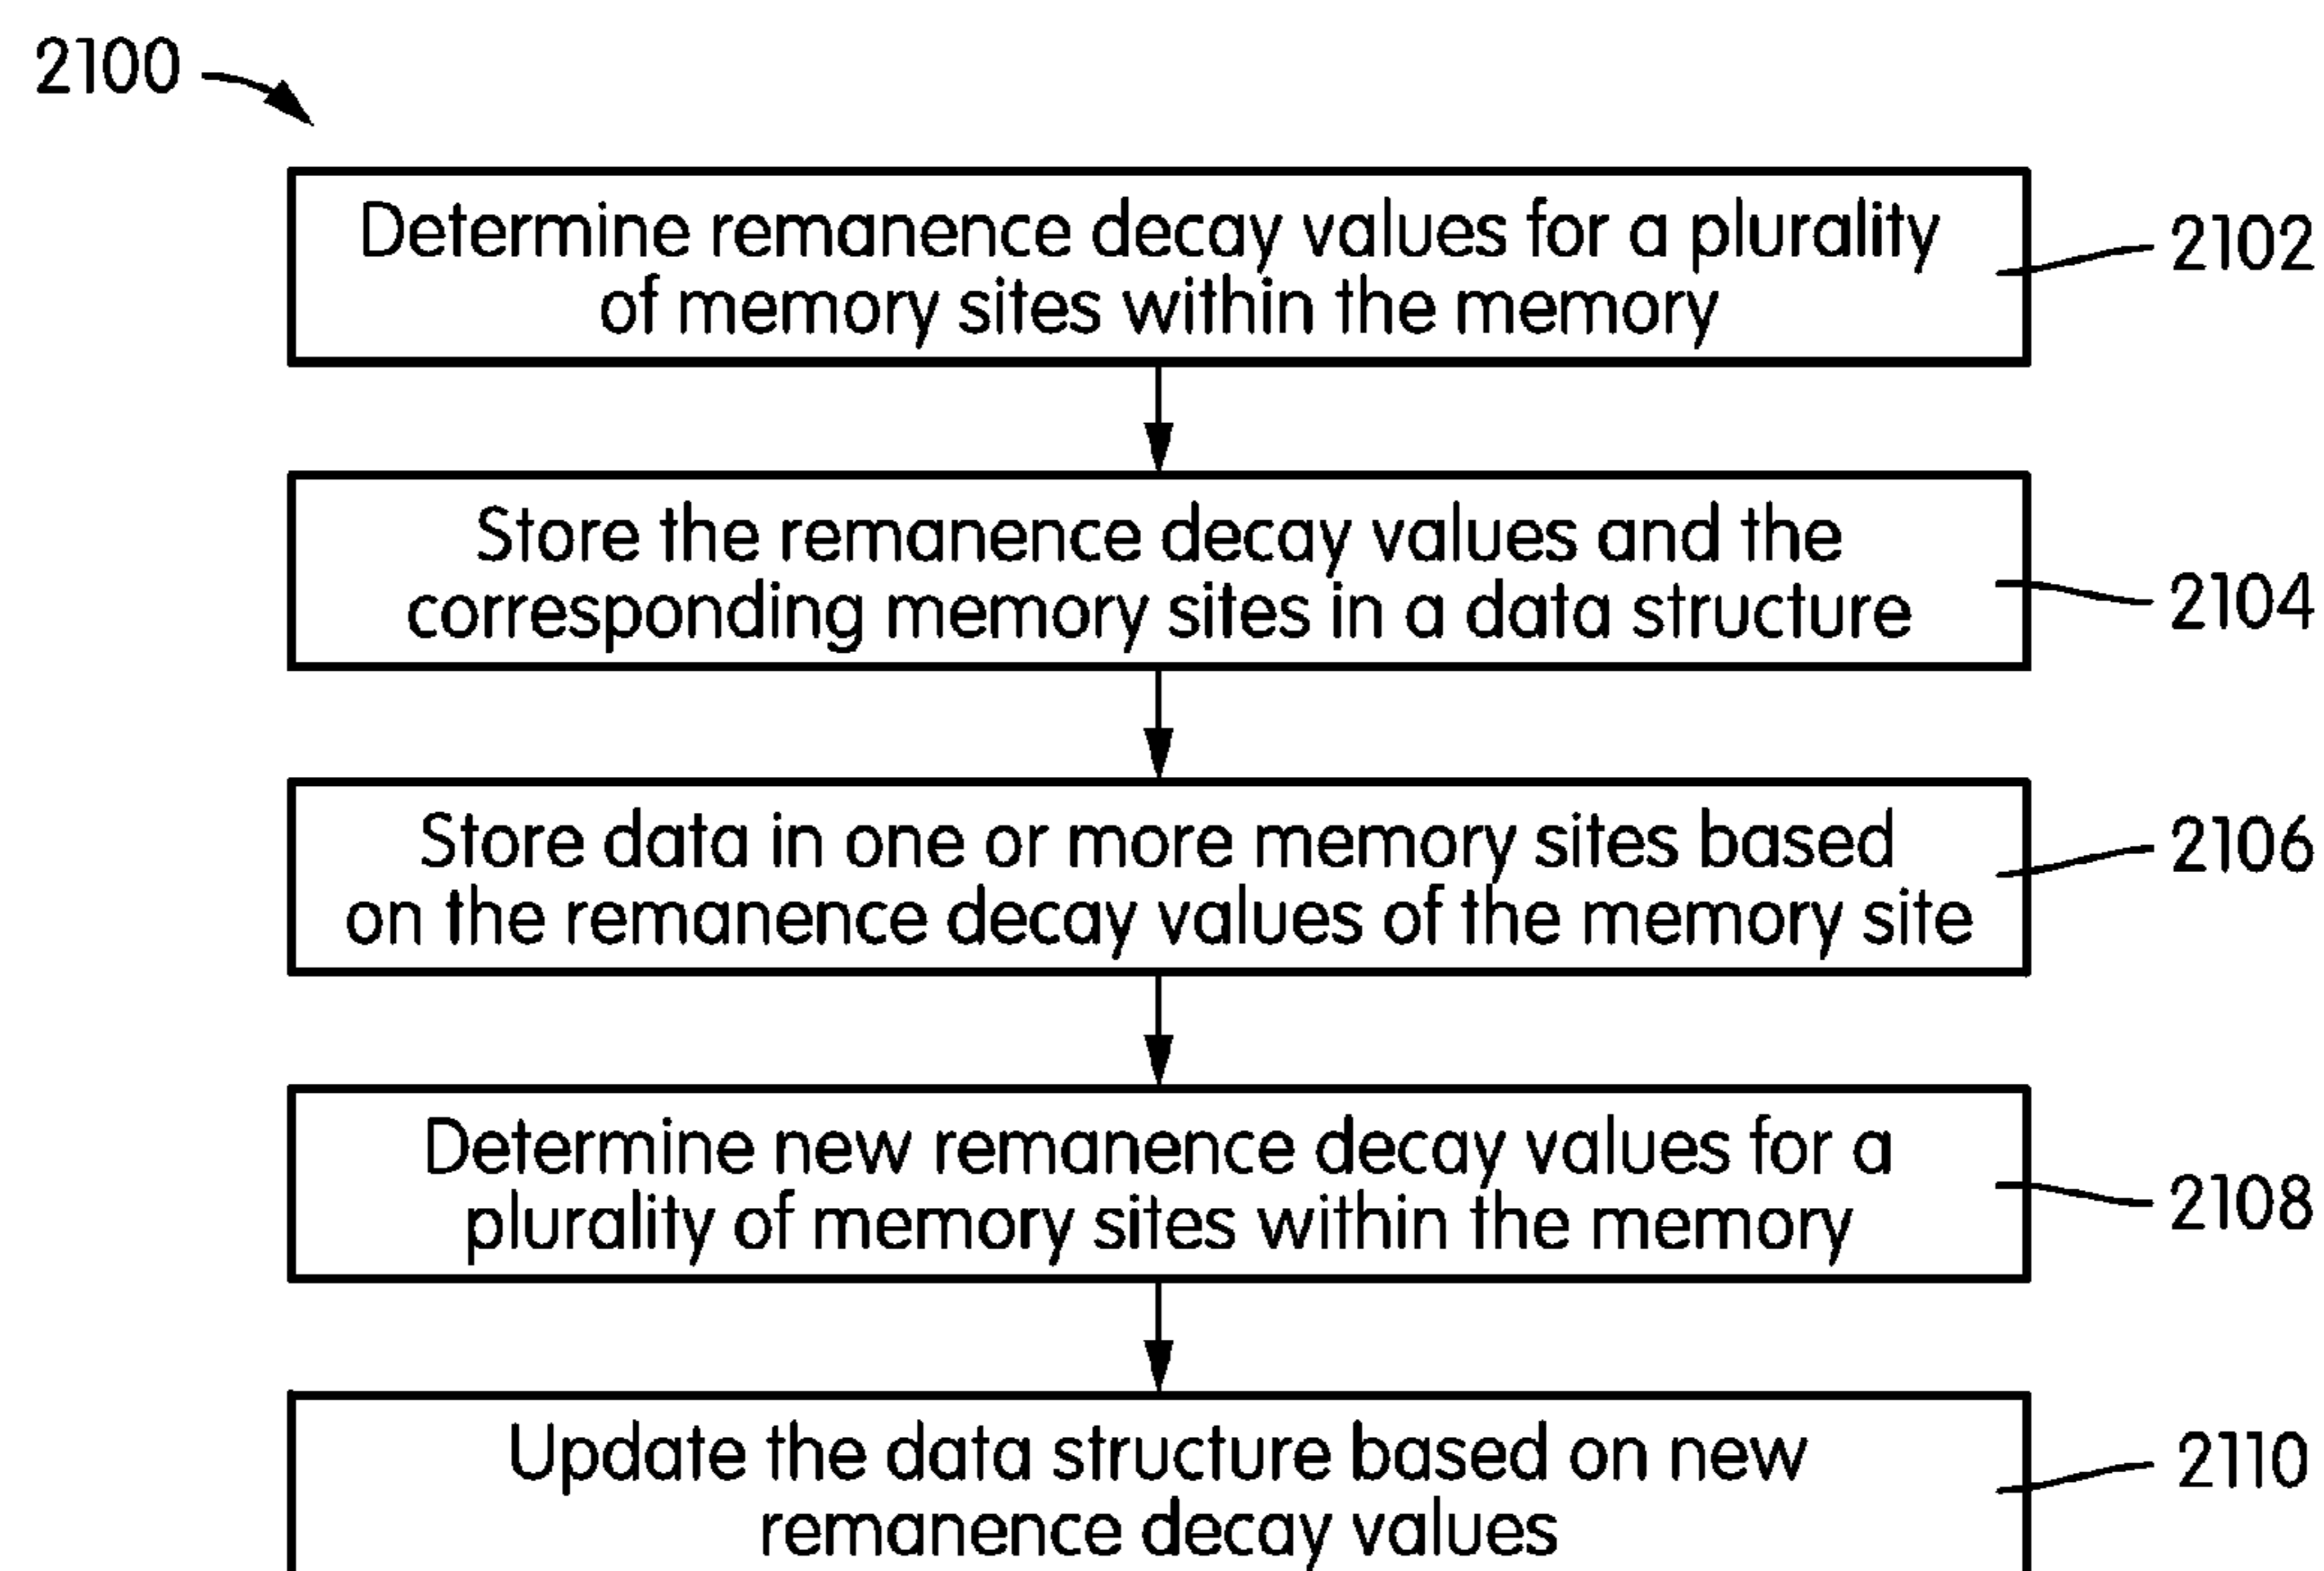 2100
Determine remanence decay values for a plurality
of memory sites within the memory
2102
Store the remanence decay values and the
corresponding memory sites in a data structure
2104
Store data in one or more memory sites based
on the remanence decay values of the memory site
2106
Determine new remanence decay values for a
plurality of memory sites within the memory
2108
Update the data structure based on new
remanence decay values
2110